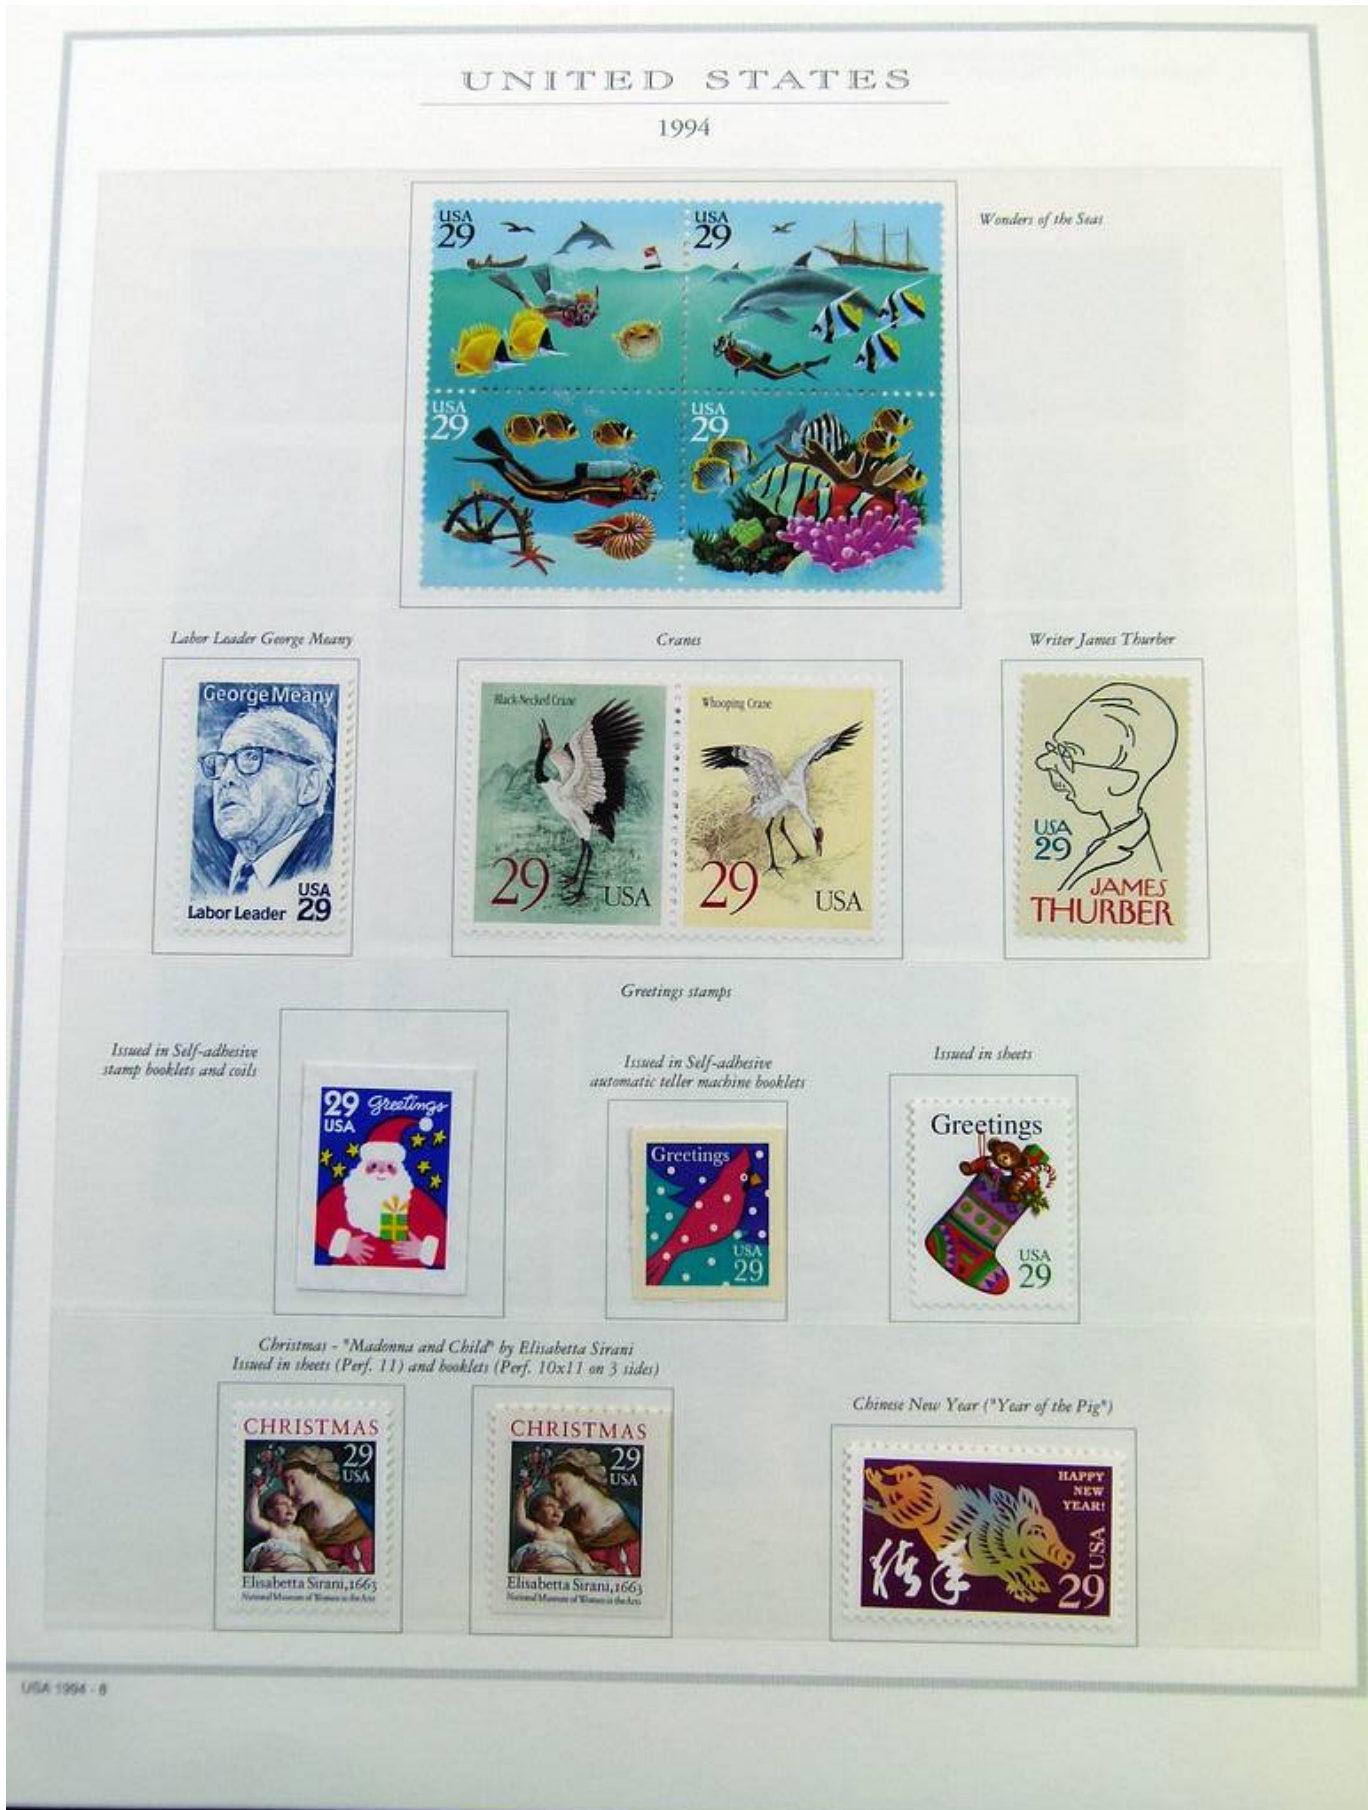 UNITED STATES
1994
Wonders of the Seas
USA
29
USA
29
USA
29
USA
29
Labor Leader George Meany
Cranes
Writer James Thurber
George Meany
USA
Labor Leader 29
Black-Necked Crane
29 USA
Whooping Crane
29 USA
USA
29
JAMES
THURBER
Greetings stamps
Issued in Self-adhesive
stamp booklets and coils
Issued in Self-adhesive
automatic teller machine booklets
Issued in sheets
29 Greetings
USA
Greetings
USA
29
Greetings
USA
29
Christmas - "Madonna and Child" by Elisabetta Sirani
Issued in sheets (Perf. 11) and booklets (Perf. 10x11 on 3 sides)
Chinese New Year ("Year of the Pig")
CHRISTMAS
29
USA
Elisabetta Sirani, 1663
National Museum of Women in the Arts
CHRISTMAS
29
USA
Elisabetta Sirani, 1663
National Museum of Women in the Arts
HAPPY
NEW
YEAR!
USA
29
USA 1994 - 8